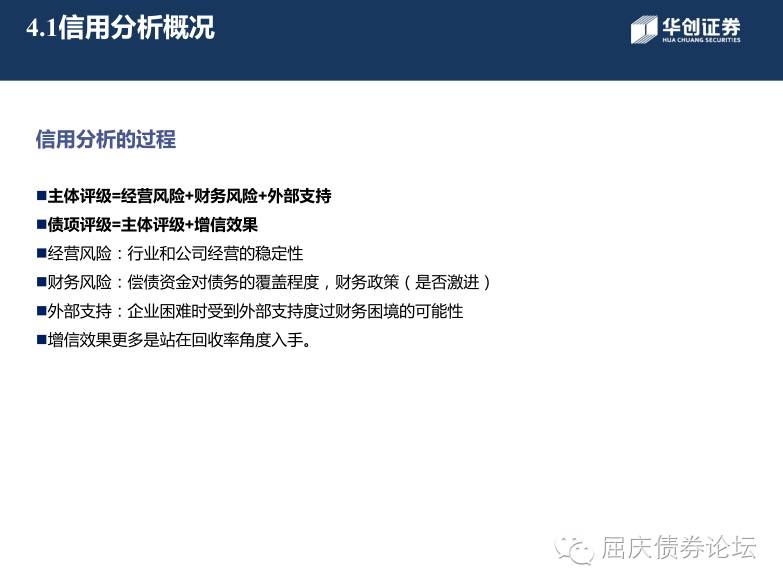 4.1信用分析概况
华创证券
HUA CHUANG SECURITIES
信用分析的过程
■主体评级=经营风险+财务风险+外部支持
■债项评级=主体评级+增信效果
■经营风险：行业和公司经营的稳定性
■财务风险：偿债资金对债务的覆盖程度，财务政策（是否激进）
■外部支持：企业困难时受到外部支持度过财务困境的可能性
■增信效果更多是站在回收率角度入手。
屈庆债券论坛